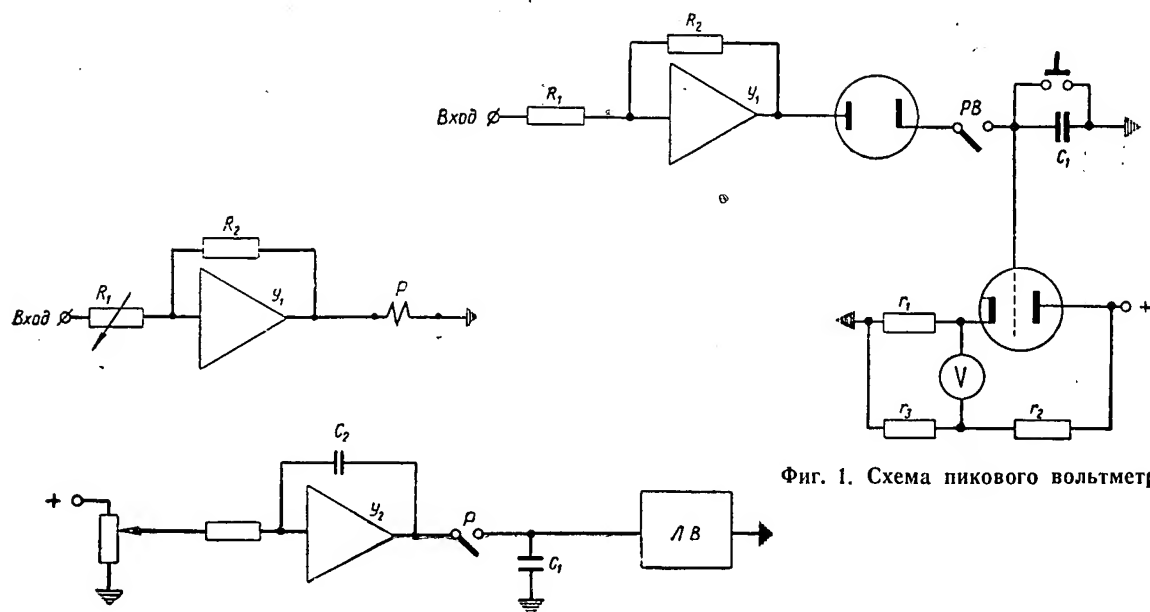 R₂
R₁
У₁
Вход
РВ
C₁
R₂
R₁
У₁
Р
Вход
r₁
+
V
r₃
r₂
Фиг. 1. Схема пикового вольтметр
C₂
+
У₂
Р
C₁
ЛВ